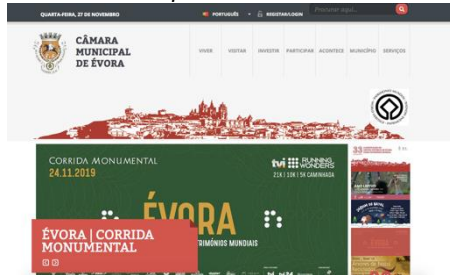 QUARTA-FEIRA, 27 DE NOVEMBRO
PORTUGUÊS
REGISTAR/LOGIN
Procurar aqui...
CÂMARA
MUNICIPAL
DE ÉVORA
VIVER VISITAR INVESTIR PARTICIPAR ACONTECE MUNICÍPIO SERVIÇOS
CORRIDA MONUMENTAL
24.11.2019
tvi RUNNING
WONDERS
21K | 10K | 5K CAMINHADA
ÉVORA
PATRIMÓNIOS MUNDIAIS
ÉVORA | CORRIDA
MONUMENTAL
33